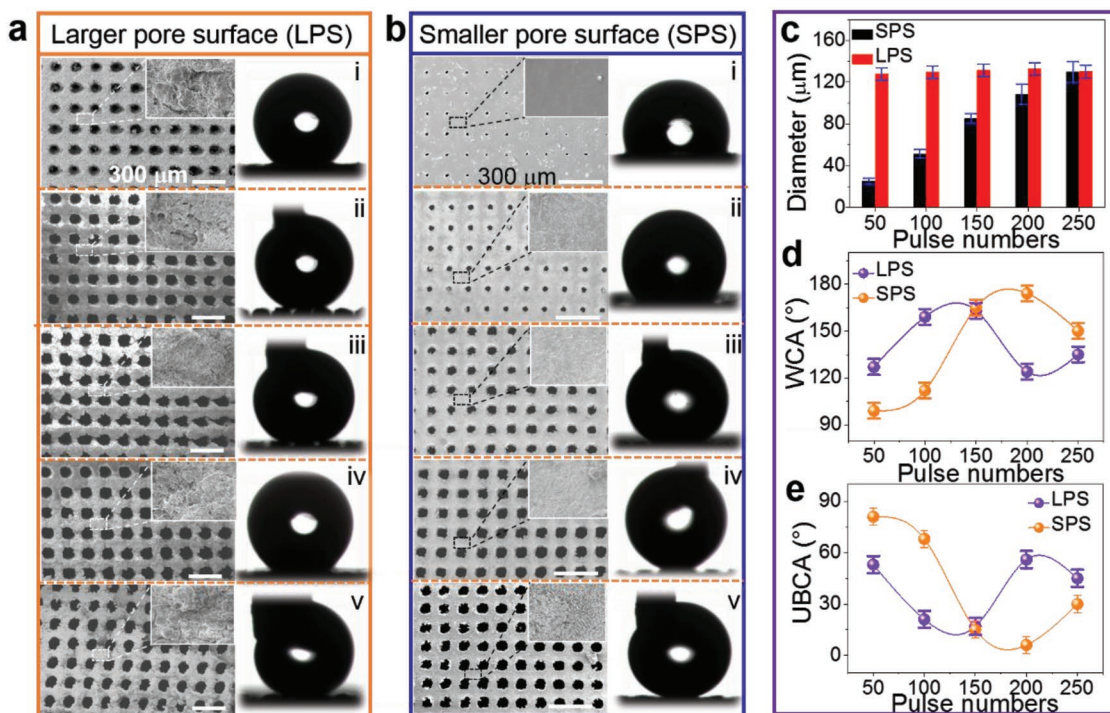 a
Larger pore surface (LPS)
i
300 μm
ii
iii
iv
v
b
Smaller pore surface (SPS)
i
300 μm
ii
iii
iv
v
c
SPS
LPS
Diameter (μm)
160
120
80
40
0
50 100 150 200 250
Pulse numbers
d
LPS
SPS
WCA (°)
180
150
120
90
50 100 150 200 250
Pulse numbers
e
LPS
SPS
UBCA (°)
90
60
30
0
50 100 150 200 250
Pulse numbers